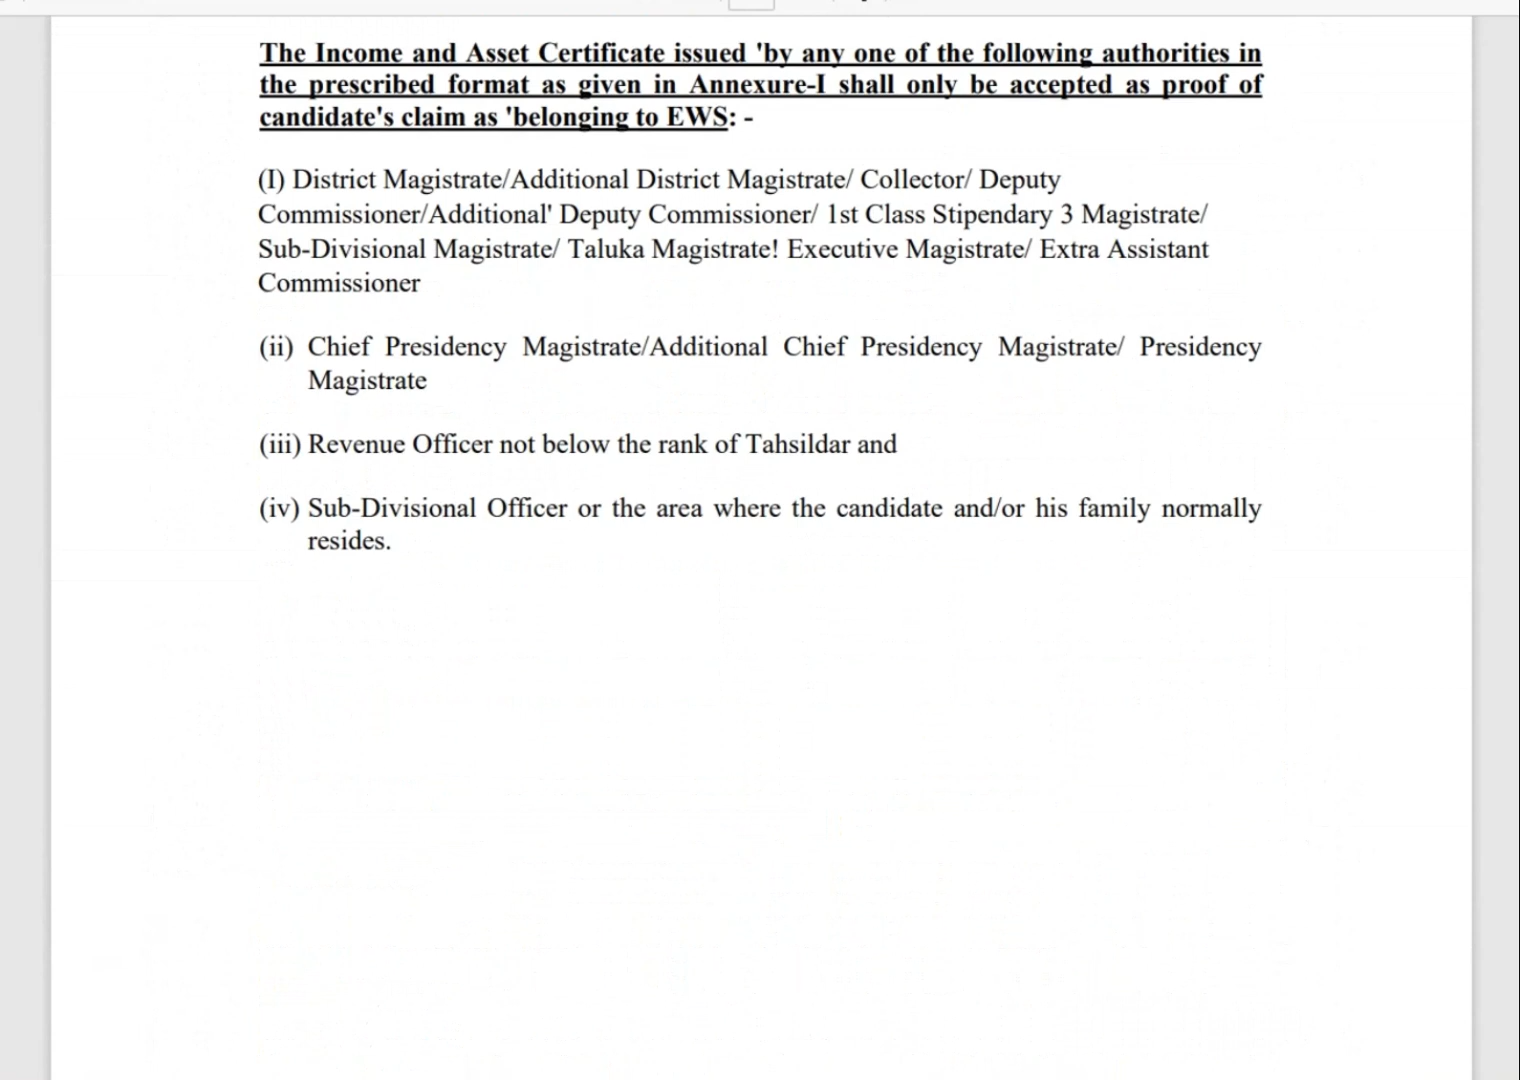 The Income and Asset Certificate issued 'by any one of the following authorities in
the prescribed format as given in Annexure-I shall only be accepted as proof of
candidate's claim as 'belonging to EWS: -
(I) District Magistrate/Additional District Magistrate/ Collector/ Deputy
Commissioner/Additional' Deputy Commissioner/ 1st Class Stipendary 3 Magistrate/
Sub-Divisional Magistrate/ Taluka Magistrate! Executive Magistrate/ Extra Assistant
Commissioner
(ii) Chief Presidency Magistrate/Additional Chief Presidency Magistrate/ Presidency
Magistrate
(iii) Revenue Officer not below the rank of Tahsildar and
(iv) Sub-Divisional Officer or the area where the candidate and/or his family normally
resides.